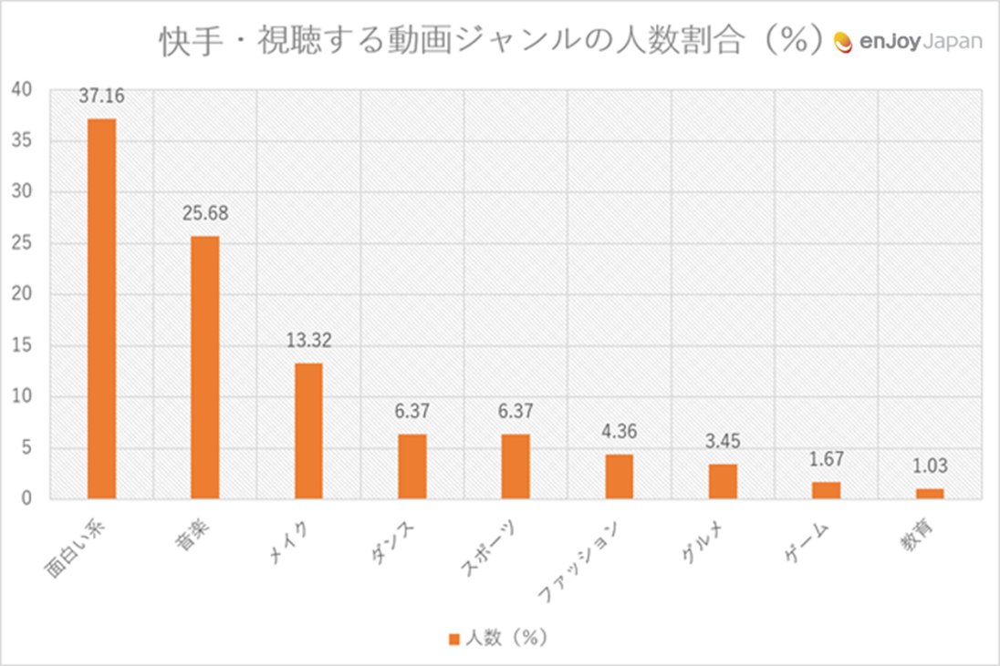 快手・視聴する動画ジャンルの人数割合（%）
enJoyJapan
40
35
30
25
20
15
10
5
0
37.16
25.68
13.32
6.37
6.37
4.36
3.45
1.67
1.03
面白い系
音楽
メイク
ダンス
スポーツ
ファッション
グルメ
ゲーム
教育
人数（%）